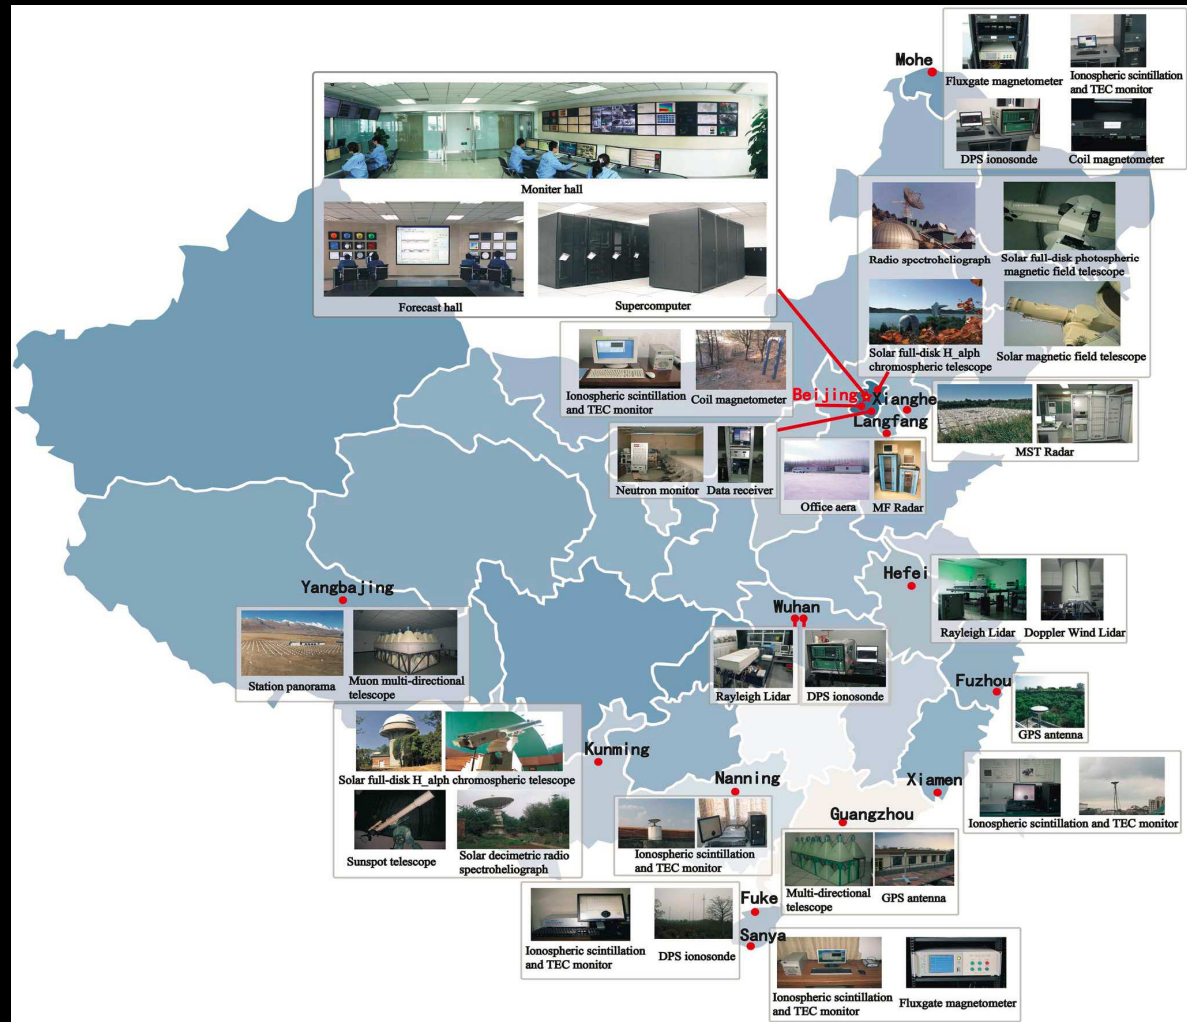 Mohe
Fluxgate magnetometer
Ionospheric scintillation
and TEC monitor
DPS ionosonde
Coil magnetometer
Moniter hall
Forecast hall
Supercomputer
Radio spectroheliograph
Solar full-disk photospheric
magnetic field telescope
Solar full-disk H_alph
chromospheric telescope
Solar magnetic field telescope
Ionospheric scintillation
and TEC monitor
Coil magnetometer
Beijing
Xianghe
Langfang
MST Radar
Neutron monitor
Data receiver
Office aera
MF Radar
Yangbajing
Station panorama
Muon multi-directional
telescope
Wuhan
Rayleigh Lidar
DPS ionosonde
Hefei
Rayleigh Lidar
Doppler Wind Lidar
Fuzhou
GPS antenna
Kunming
Solar full-disk H_alph chromospheric telescope
Sunspot telescope
Solar decimetric radio
spectroheliograph
Nanning
Ionospheric scintillation
and TEC monitor
Xiamen
Ionospheric scintillation and TEC monitor
Guangzhou
Multi-directional
telescope
GPS antenna
Fuke
Ionospheric scintillation
and TEC monitor
DPS ionosonde
Sanya
Ionospheric scintillation
and TEC monitor
Fluxgate magnetometer